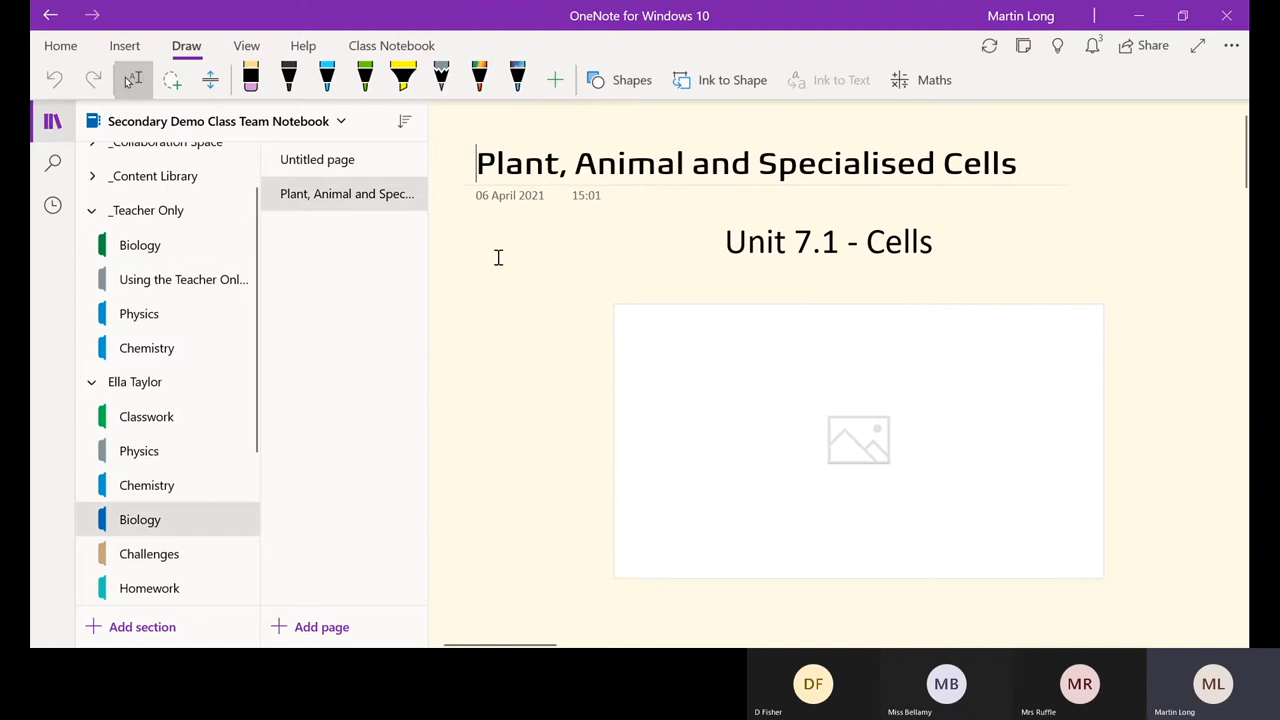 OneNote for Windows 10
Martin Long
Home
Insert
Draw
View
Help
Class Notebook
3
Share
Shapes
Ink to Shape
Ink to Text
Maths
Secondary Demo Class Team Notebook
_Collaboration Space
_Content Library
_Teacher Only
Biology
Using the Teacher Onl...
Physics
Chemistry
Ella Taylor
Classwork
Physics
Chemistry
Biology
Challenges
Homework
Add section
Untitled page
Plant, Animal and Spec...
Add page
Plant, Animal and Specialised Cells
06 April 2021 15:01
Unit 7.1 - Cells
DF
D Fisher
MB
Miss Bellamy
MR
Mrs Ruffle
ML
Martin Long